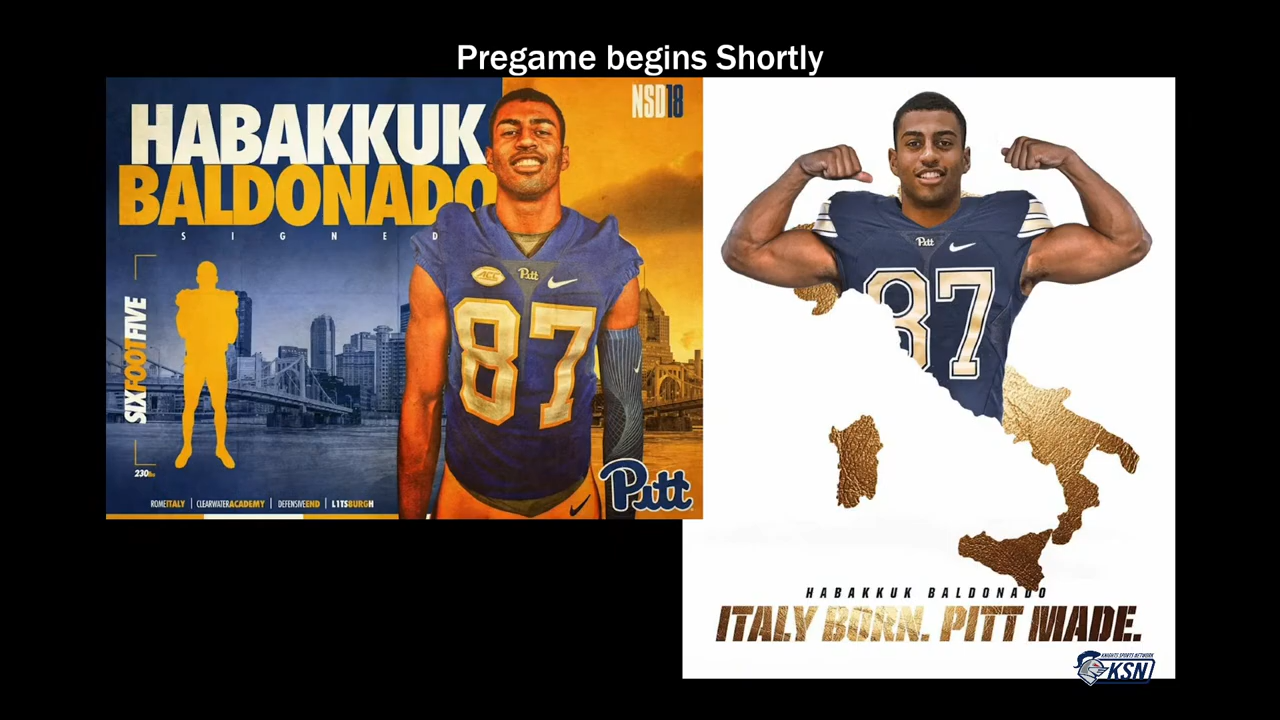 Pregame begins Shortly
NSD18
HABAKKUK
BALDONADO
SIGNED
ACC
Pitt
87
SIXFOOTFIVE
230lbs
ROMEITALY | CLEARWATERACADEMY | DEFENSIVEEND | L1TSBURGH
Pitt
Pitt
87
HABAKKUK BALDONADO
ITALY BORN. PITT MADE.
KNIGHTS SPORTS NETWORK
KSN